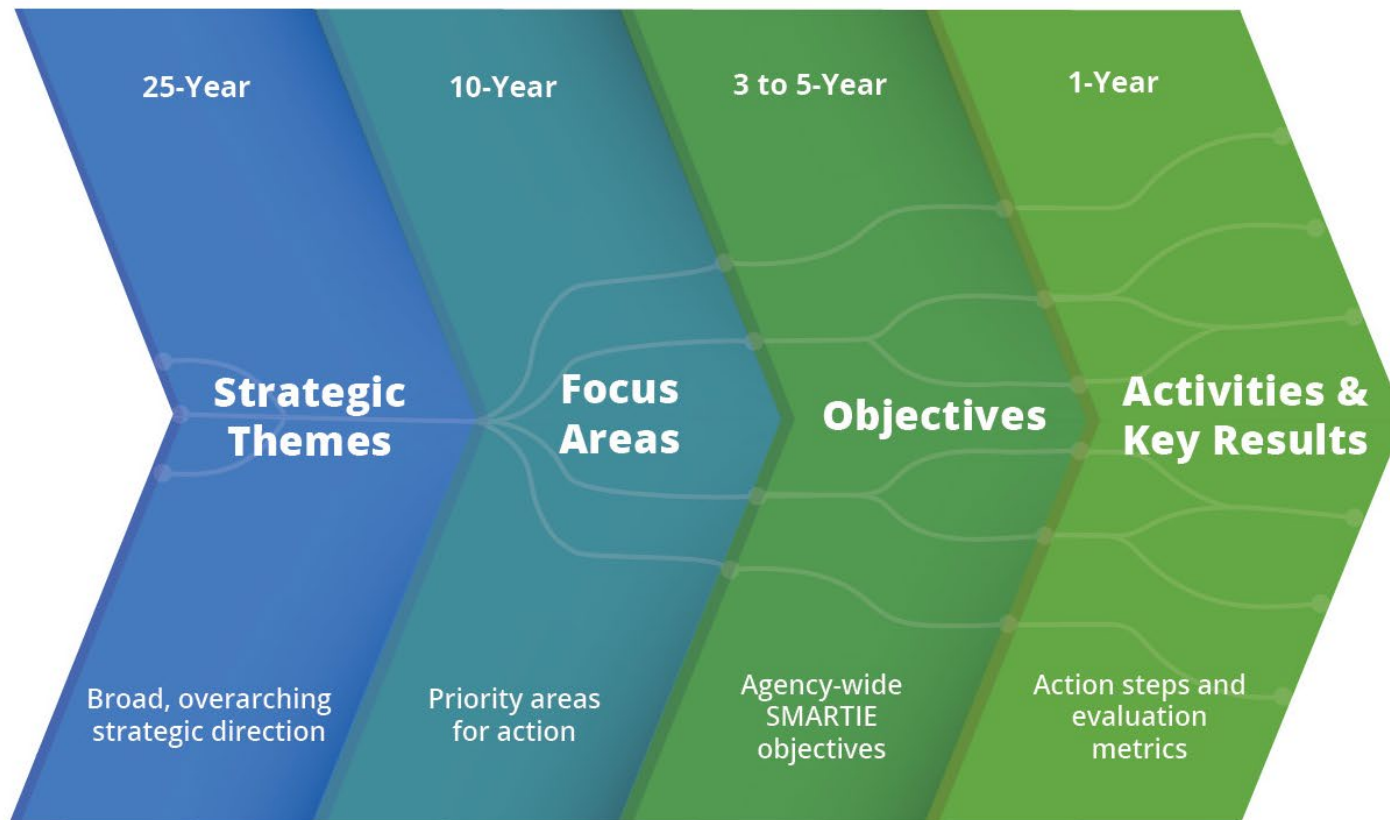 25-Year
Strategic
Themes
Broad, overarching
strategic direction
10-Year
Focus
Areas
Priority areas
for action
3 to 5-Year
Objectives
Agency-wide
SMARTIE
objectives
1-Year
Activities &
Key Results
Action steps and
evaluation
metrics